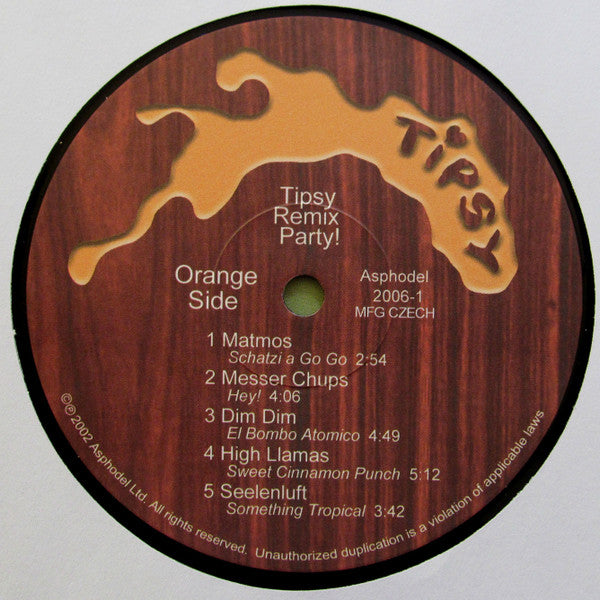 TiPSY
Tipsy
Remix
Party!
Orange
Side
Asphodel
2006-1
MFG CZECH
1 Matmos
Schatzi a Go Go 2:54
2 Messer Chups
Hey! 4:06
3 Dim Dim
El Bombo Atomico 4:49
4 High Llamas
Sweet Cinnamon Punch 5:12
5 Seelenluft
Something Tropical 3:42
©℗ 2002 Asphodel Ltd. All rights reserved. Unauthorized duplication is a violation of applicable laws